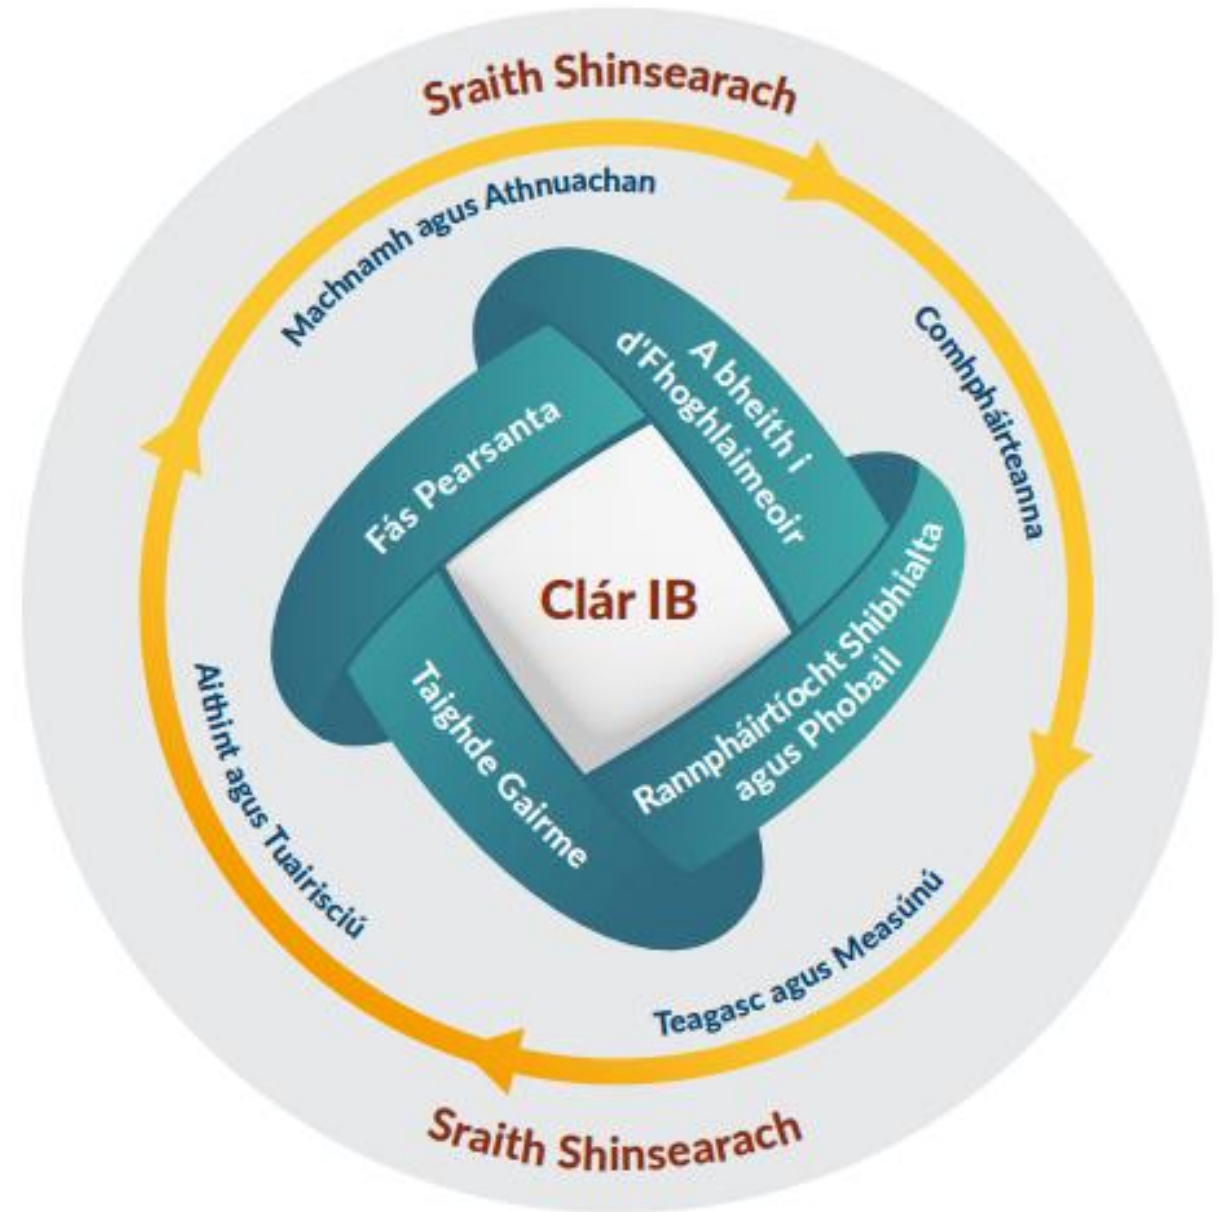 Sraith Shinsearach
Machnamh agus Athnuachan
Comhpháirteanna
A bheith i
d'Fhoghlaimeoir
Fás Pearsanta
Clár IB
Rannpháirtíocht Shibhialta
agus Phobail
Taighde Gairme
Aithint agus Tuairisciú
Teagasc agus Measúnú
Sraith Shinsearach